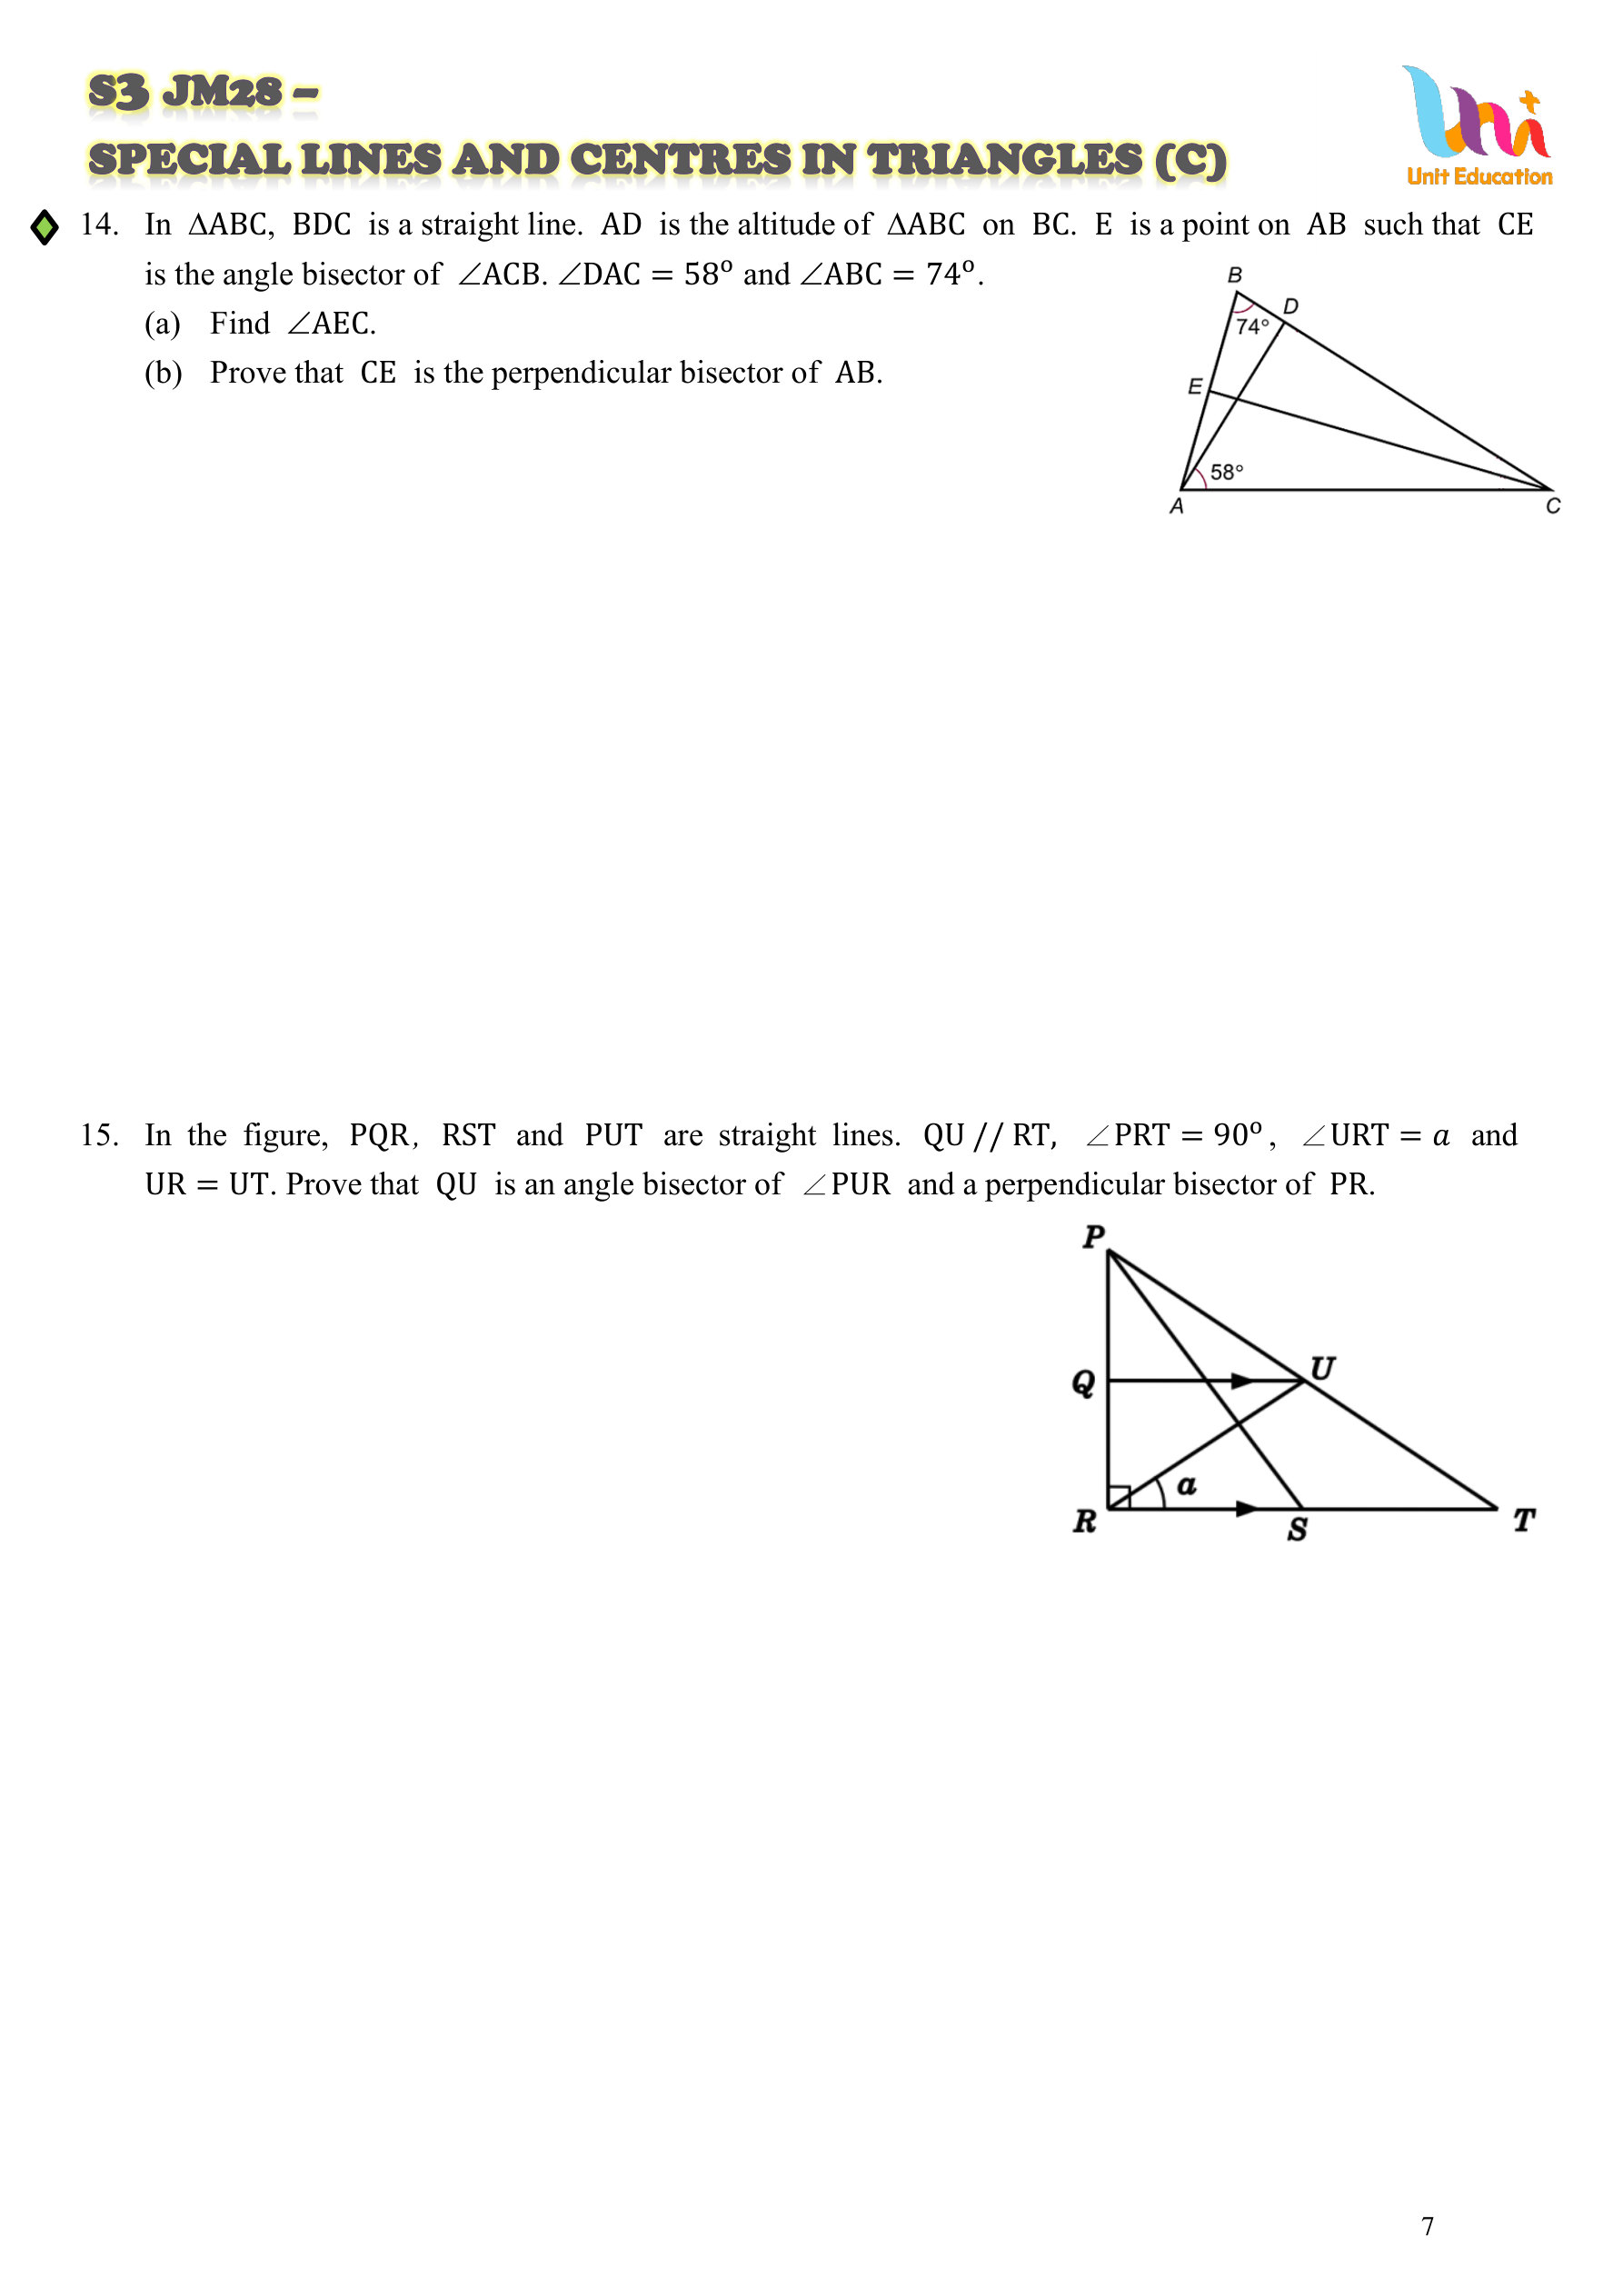 S3 JM28 –
SPECIAL LINES AND CENTRES IN TRIANGLES (C)
Unit Education
14. In ΔABC, BDC is a straight line. AD is the altitude of ΔABC on BC. E is a point on AB such that CE
is the angle bisector of ∠ACB. ∠DAC = 58° and ∠ABC = 74°.
(a) Find ∠AEC.
(b) Prove that CE is the perpendicular bisector of AB.
B
D
74°
E
58°
A
C
15. In the figure, PQR, RST and PUT are straight lines. QU // RT, ∠PRT = 90°, ∠URT = a and
UR = UT. Prove that QU is an angle bisector of ∠PUR and a perpendicular bisector of PR.
P
U
Q
a
R
S
T
7